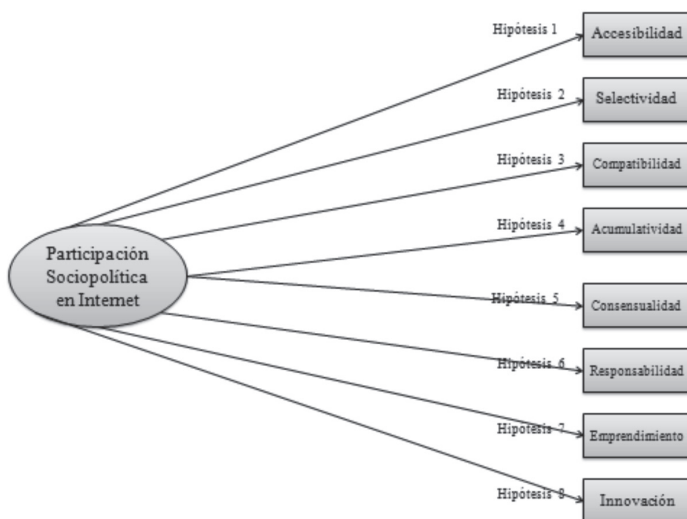 Hipótesis 1
Accesibilidad
Hipótesis 2
Selectividad
Hipótesis 3
Compatibilidad
Hipótesis 4
Acumulatividad
Participación
Sociopolítica
en Internet
Hipótesis 5
Consensualidad
Hipótesis 6
Responsabilidad
Hipótesis 7
Emprendimiento
Hipótesis 8
Innovación